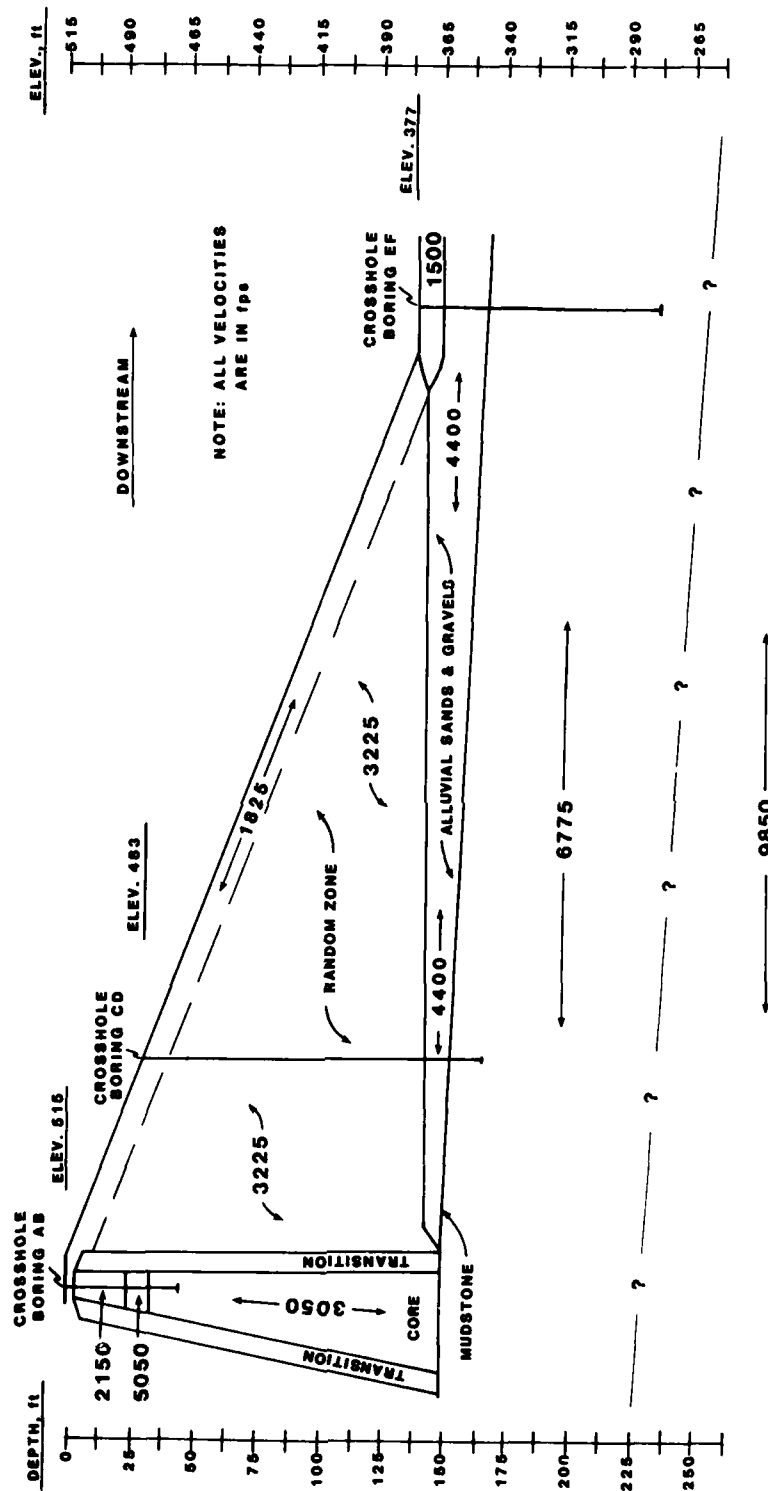 ELEV., ft
515
490
465
440
415
390
365
340
315
290
265
DOWNSTREAM
NOTE: ALL VELOCITIES
ARE IN fps
ELEV. 377
CROSSHOLE
BORING EF
1500
ELEV. 483
CROSSHOLE
BORING CD
1825
ELEV. 515
CROSSHOLE
BORING AB
RANDOM ZONE
3225
3225
TRANSITION
TRANSITION
2150
5050
3050
CORE
MUDSTONE
4400
4400
ALLUVIAL SANDS & GRAVELS
6775
9850
?
?
?
?
?
?
?
DEPTH, ft
0
25
50
75
100
125
150
175
200
225
250